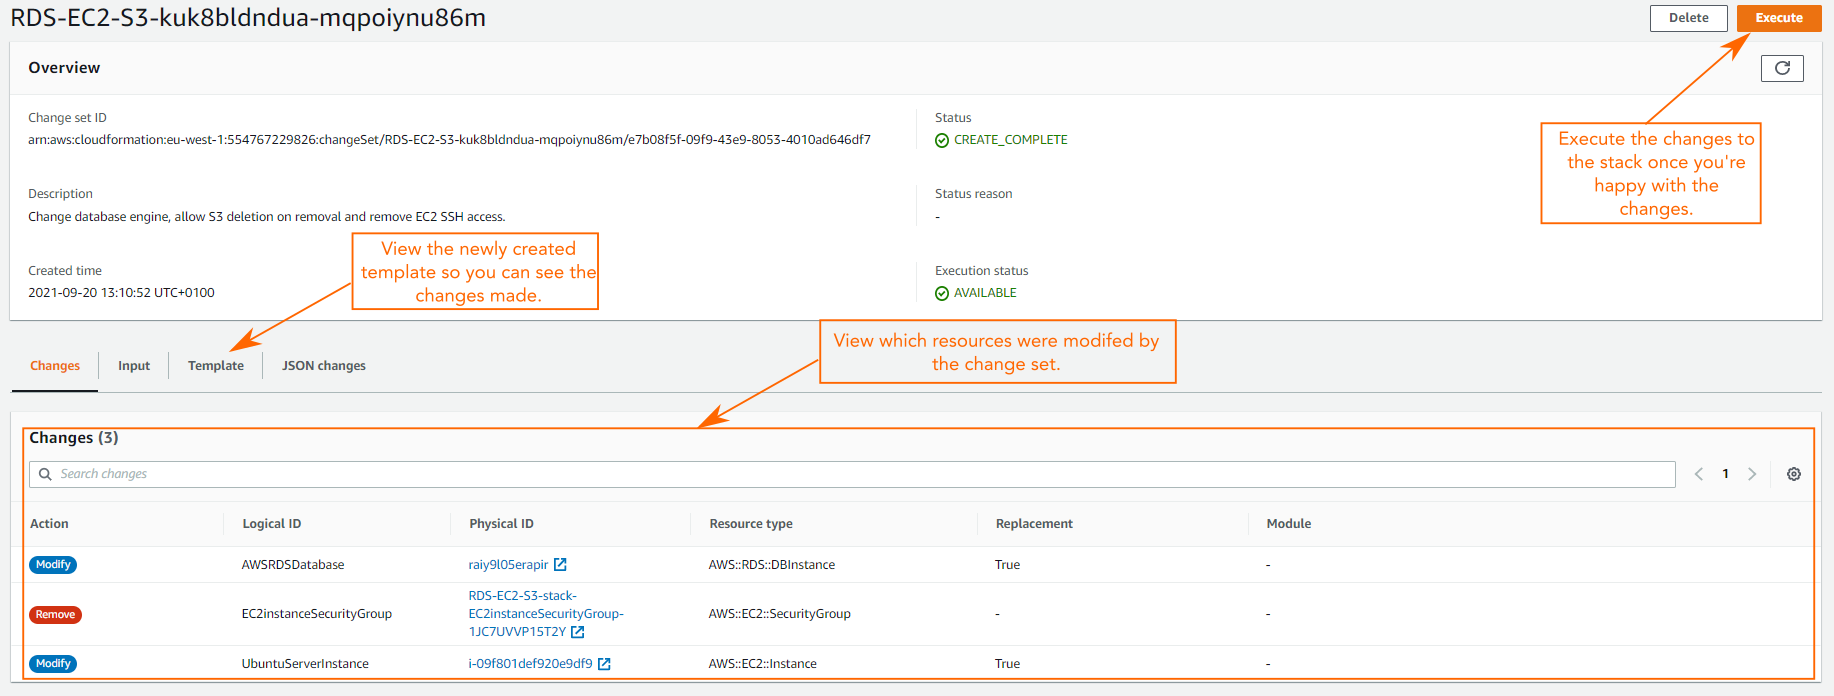 RDS-EC2-S3-kuk8bldndua-mqpoiynu86m
Delete
Execute
Overview
Change set ID
arn:aws:cloudformation:eu-west-1:554767229826:changeSet/RDS-EC2-S3-kuk8bldndua-mqpoiynu86m/e7b08f5f-09f9-43e9-8053-4010ad646df7
Status
CREATE_COMPLETE
Execute the changes to
the stack once you're
happy with the
changes.
Description
Change database engine, allow S3 deletion on removal and remove EC2 SSH access.
Status reason
-
View the newly created
template so you can see the
changes made.
Created time
2021-09-20 13:10:52 UTC+0100
Execution status
AVAILABLE
View which resources were modifed by
the change set.
Changes
Input
Template
JSON changes
Changes (3)
Search changes
1
Action Logical ID Physical ID Resource type Replacement Module
Modify AWSRDSDatabase raiy9l05erapir AWS::RDS::DBInstance True -
Remove EC2instanceSecurityGroup RDS-EC2-S3-stack-
EC2instanceSecurityGroup-
1JC7UVVP15T2Y AWS::EC2::SecurityGroup - -
Modify UbuntuServerInstance i-09f801def920e9df9 AWS::EC2::Instance True -